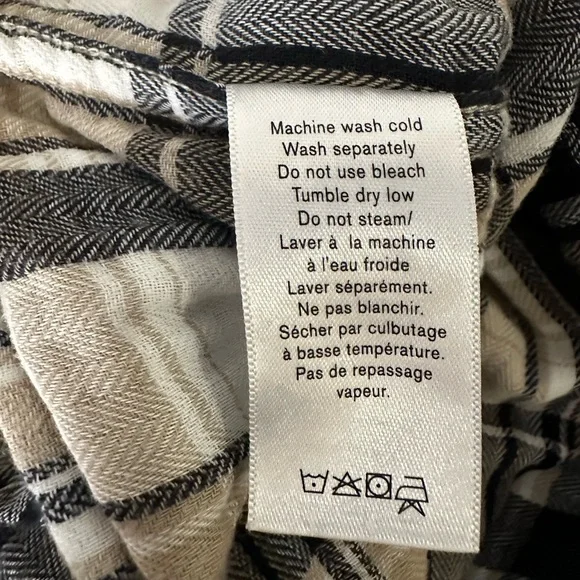 Machine wash cold
Wash separately
Do not use bleach
Tumble dry low
Do not steam/
Laver à la machine
à l'eau froide
Laver séparément.
Ne pas blanchir.
Sécher par culbutage
à basse température.
Pas de repassage
vapeur.